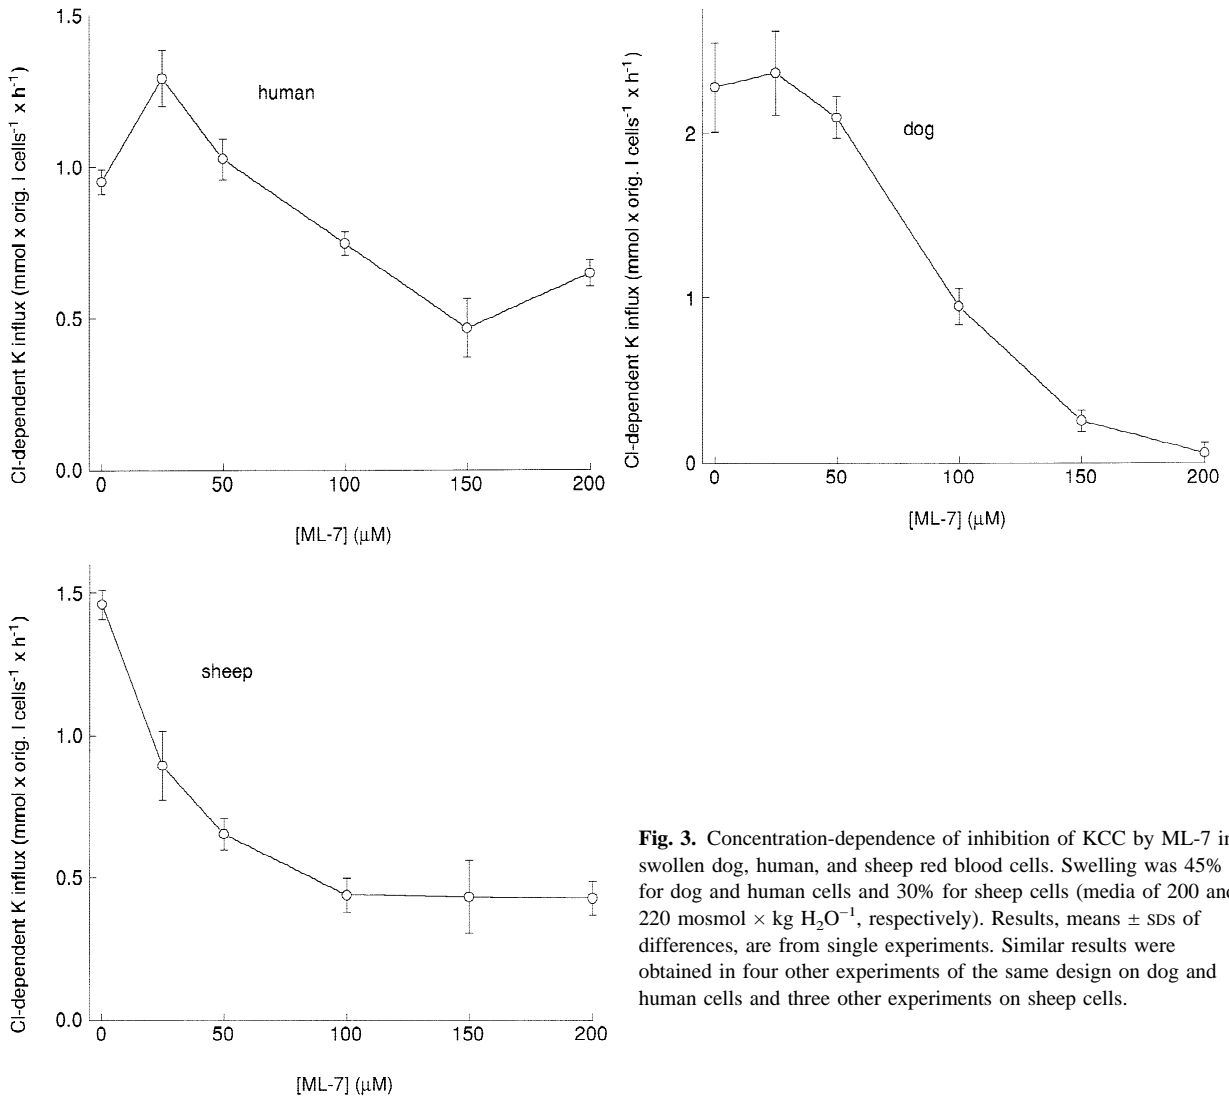 1.5
1.0
0.5
0.0
0 50 100 150 200
Cl-dependent K influx (mmol x orig. l cells⁻¹ x h⁻¹)
human
[ML-7] (μM)
2
1
0
0 50 100 150 200
Cl-dependent K influx (mmol x orig. l cells⁻¹ x h⁻¹)
dog
[ML-7] (μM)
1.5
1.0
0.5
0.0
0 50 100 150 200
Cl-dependent K influx (mmol x orig. l cells⁻¹ x h⁻¹)
sheep
[ML-7] (μM)
Fig. 3. Concentration-dependence of inhibition of KCC by ML-7 in
swollen dog, human, and sheep red blood cells. Swelling was 45%
for dog and human cells and 30% for sheep cells (media of 200 and
220 mosmol × kg H₂O⁻¹, respectively). Results, means ± SDs of
differences, are from single experiments. Similar results were
obtained in four other experiments of the same design on dog and
human cells and three other experiments on sheep cells.